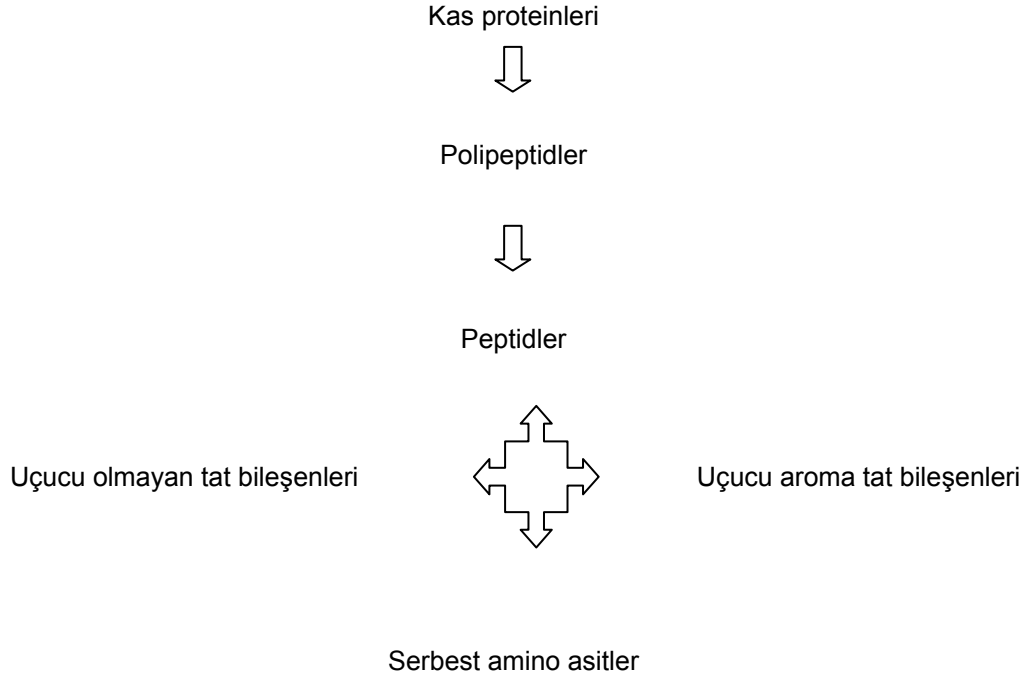 Kas proteinleri
Polipeptidler
Peptidler
Uçucu olmayan tat bileşenleri
Uçucu aroma tat bileşenleri
Serbest amino asitler